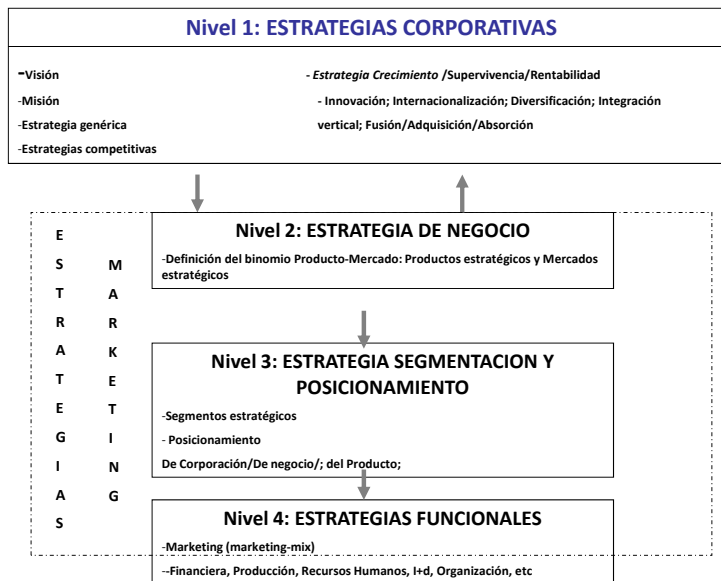 Nivel 1: ESTRATEGIAS CORPORATIVAS
-Visión
- Estrategia Crecimiento /Supervivencia/Rentabilidad
-Misión
- Innovación; Internacionalización; Diversificación; Integración
-Estrategia genérica
vertical; Fusión/Adquisición/Absorción
-Estrategias competitivas
ESTRATEGIAS
MARKETING
Nivel 2: ESTRATEGIA DE NEGOCIO
-Definición del binomio Producto-Mercado: Productos estratégicos y Mercados
estratégicos
Nivel 3: ESTRATEGIA SEGMENTACION Y
POSICIONAMIENTO
-Segmentos estratégicos
- Posicionamiento
De Corporación/De negocio/; del Producto;
Nivel 4: ESTRATEGIAS FUNCIONALES
-Marketing (marketing-mix)
--Financiera, Producción, Recursos Humanos, I+d, Organización, etc